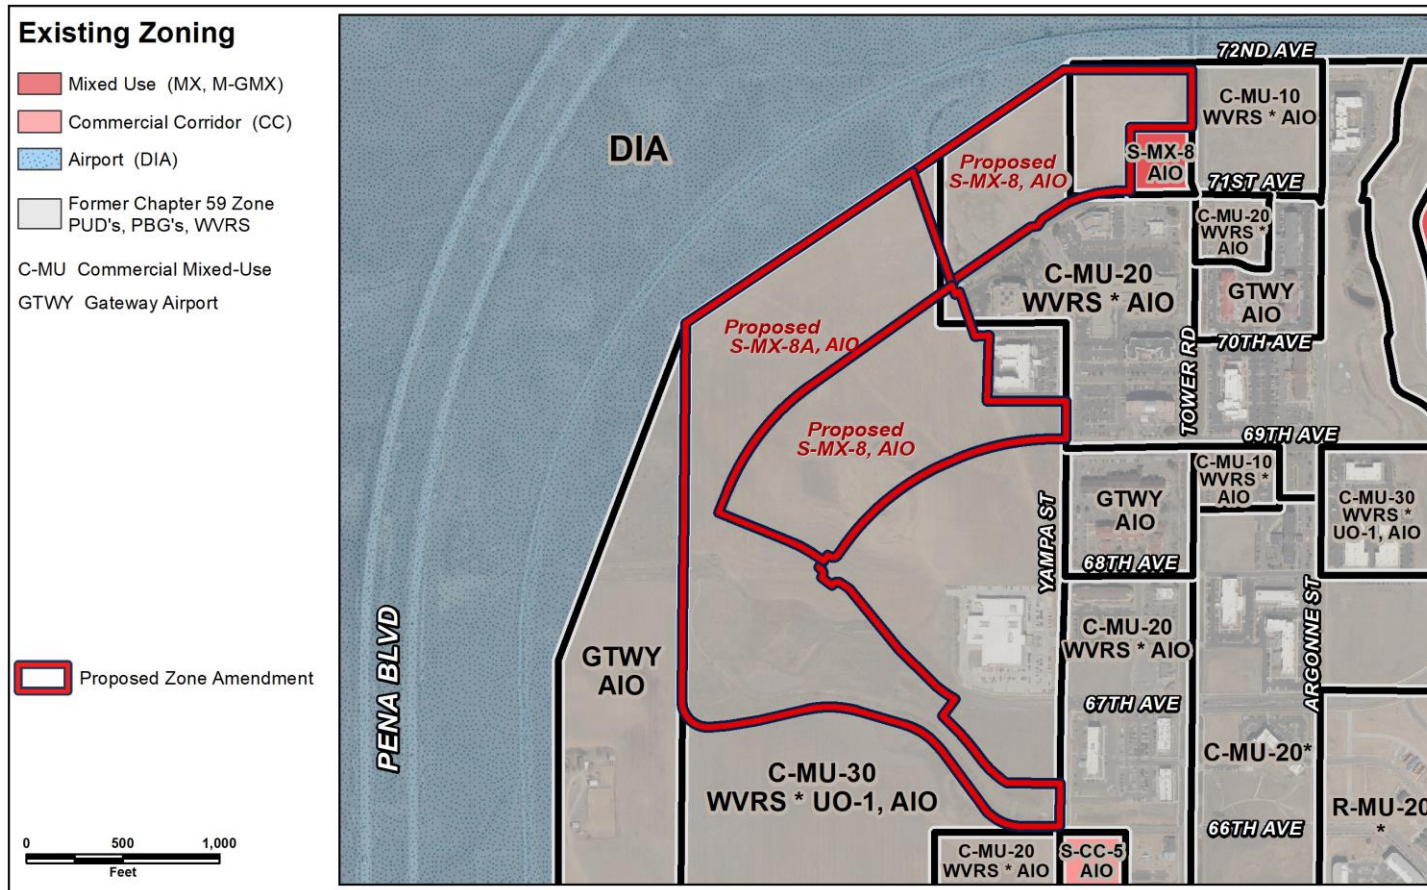 Existing Zoning
Mixed Use (MX, M-GMX)
Commercial Corridor (CC)
Airport (DIA)
Former Chapter 59 Zone
PUD's, PBG's, WVRS
C-MU Commercial Mixed-Use
GTWY Gateway Airport
Proposed Zone Amendment
0 500 1,000
Feet
DIA
PENA BLVD
72ND AVE
C-MU-10
WVRS * AIO
Proposed
S-MX-8, AIO
S-MX-8
AIO
71ST AVE
C-MU-20
WVRS *
AIO
C-MU-20
WVRS * AIO
GTWY
AIO
70TH AVE
TOWER RD
Proposed
S-MX-8A, AIO
Proposed
S-MX-8, AIO
69TH AVE
C-MU-10
WVRS *
AIO
GTWY
AIO
C-MU-30
WVRS *
UO-1, AIO
YAMPA ST
68TH AVE
ARGONNE ST
C-MU-20
WVRS * AIO
GTWY
AIO
67TH AVE
C-MU-20*
C-MU-30
WVRS * UO-1, AIO
R-MU-20
*
66TH AVE
C-MU-20
WVRS * AIO
S-CC-5
AIO